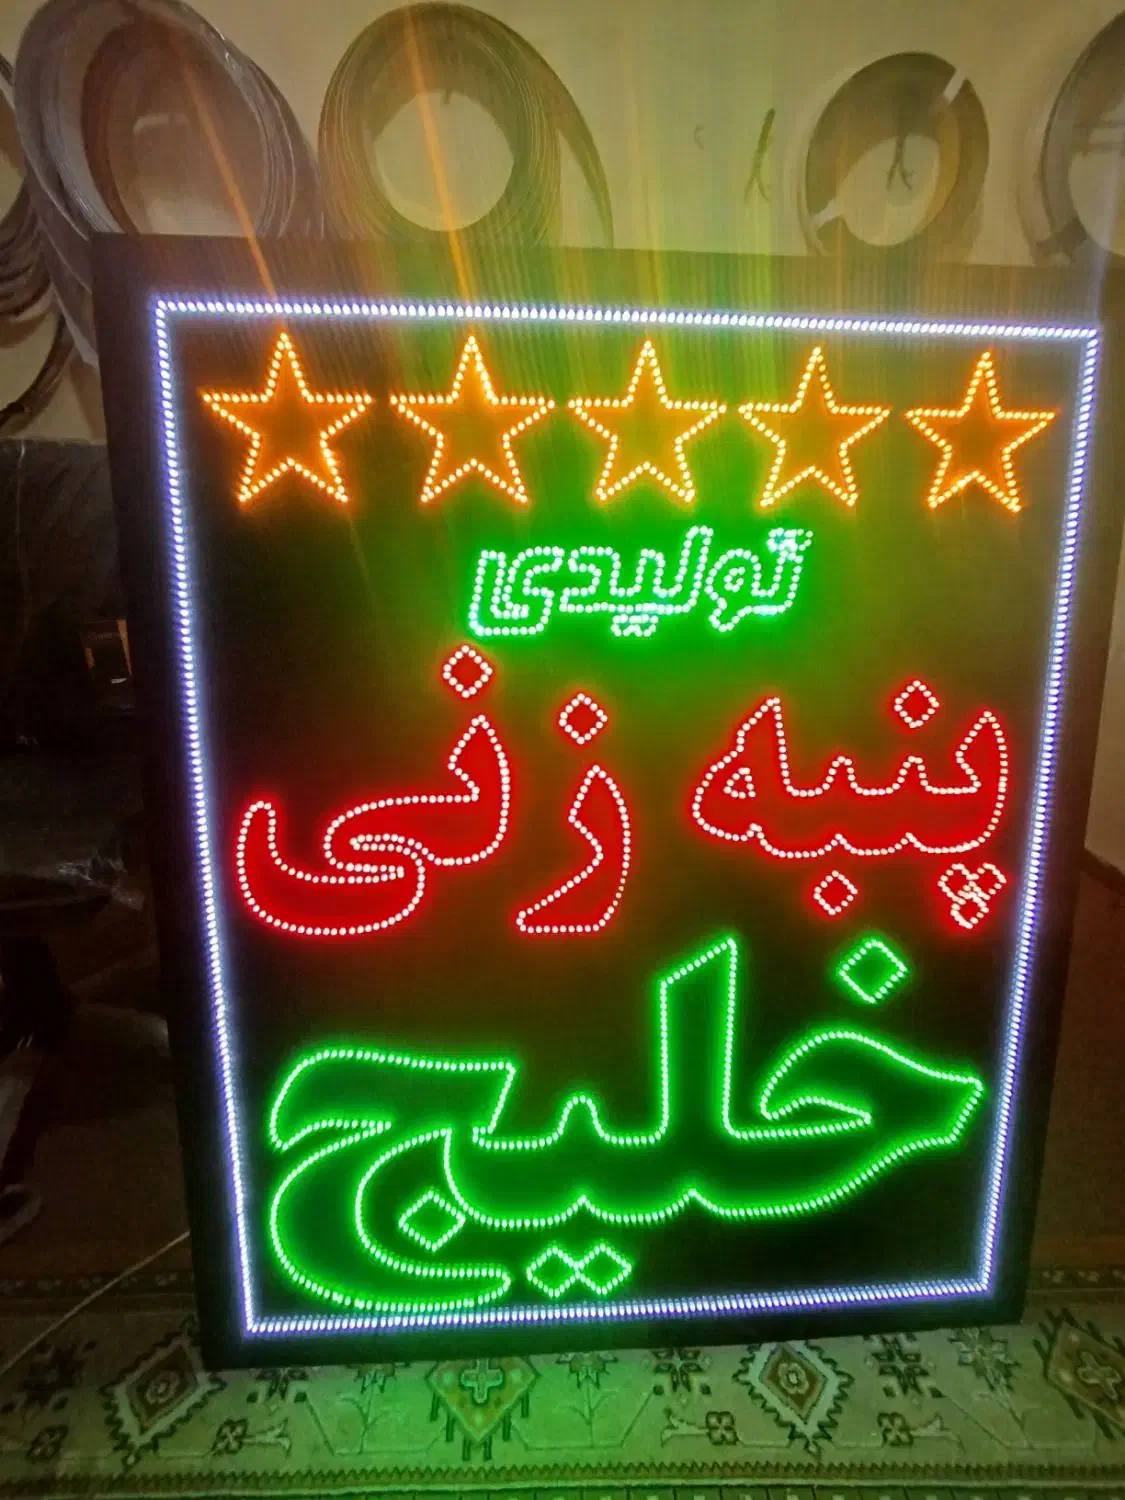 تولیدی
پنبه زنی
خلیج